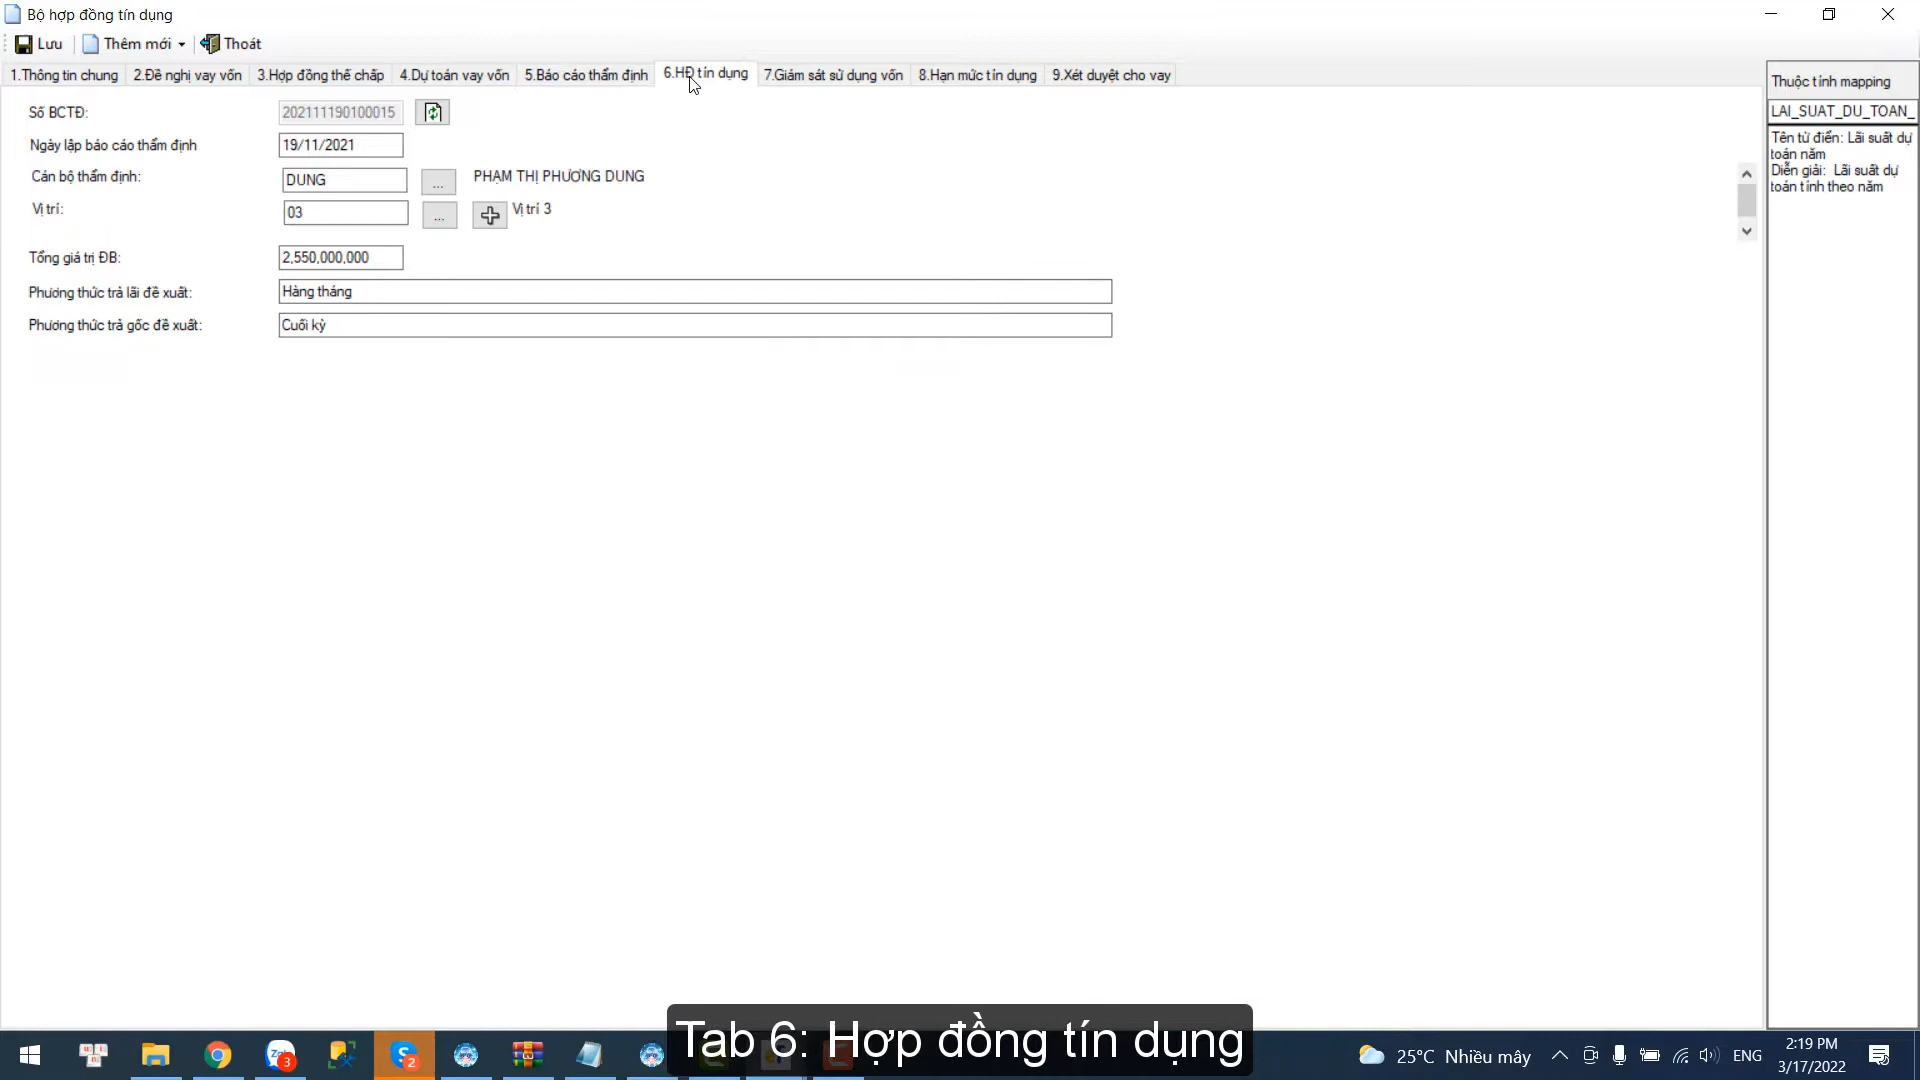 Bộ hợp đồng tín dụng
Lưu Thêm mới Thoát
1.Thông tin chung 2.Đề nghị vay vốn 3.Hợp đồng thế chấp 4.Dự toán vay vốn 5.Báo cáo thẩm định 6.HĐ tín dụng 7.Giám sát sử dụng vốn 8.Hạn mức tín dụng 9.Xét duyệt cho vay
Số BCTĐ: 202111190100015
Ngày lập báo cáo thẩm định 19/11/2021
Cán bộ thẩm định: DUNG ... PHẠM THỊ PHƯƠNG DUNG
Vị trí: 03 ... Vị trí 3
Tổng giá trị ĐB: 2,550,000,000
Phương thức trả lãi đề xuất: Hàng tháng
Phương thức trả gốc đề xuất: Cuối kỳ
Thuộc tính mapping
LAI_SUAT_DU_TOAN_
Tên từ điển: Lãi suất dự
toán năm
Diễn giải: Lãi suất dự
toán tính theo năm
Tab 6: Hợp đồng tín dụng
3
2
25°C Nhiều mây
ENG
2:19 PM
3/17/2022